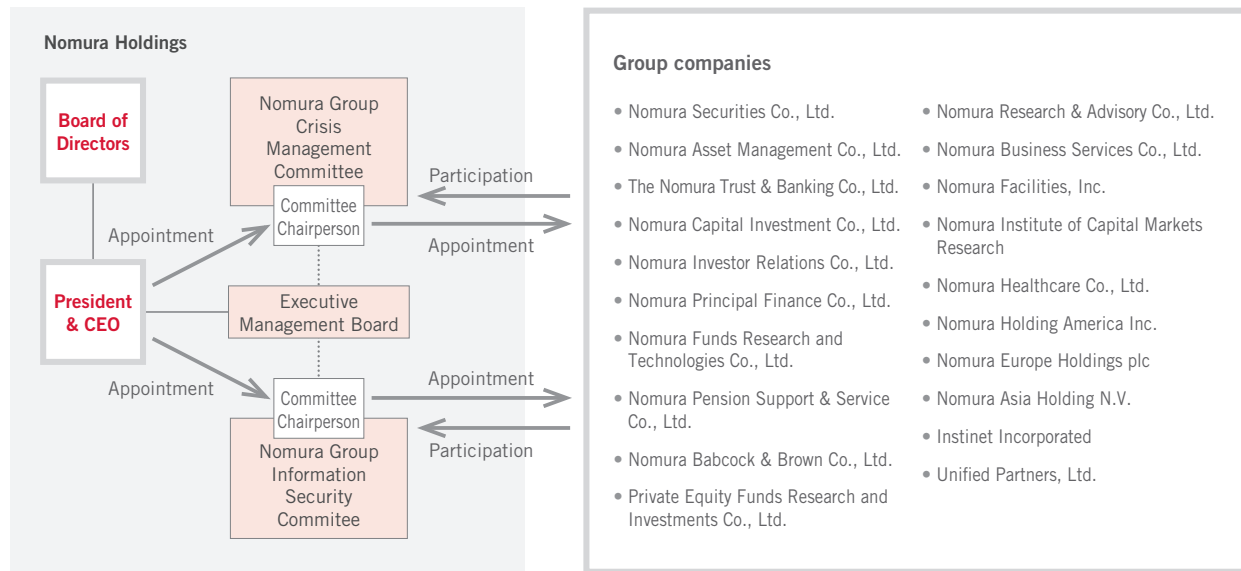 Nomura Holdings
Board of
Directors
Nomura Group
Crisis
Management
Committee
Committee
Chairperson
Participation
Appointment
Appointment
President
& CEO
Executive
Management Board
Appointment
Committee
Chairperson
Appointment
Participation
Nomura Group
Information
Security
Commitee
Group companies
• Nomura Securities Co., Ltd.
• Nomura Asset Management Co., Ltd.
• The Nomura Trust & Banking Co., Ltd.
• Nomura Capital Investment Co., Ltd.
• Nomura Investor Relations Co., Ltd.
• Nomura Principal Finance Co., Ltd.
• Nomura Funds Research and
Technologies Co., Ltd.
• Nomura Pension Support & Service
Co., Ltd.
• Nomura Babcock & Brown Co., Ltd.
• Private Equity Funds Research and
Investments Co., Ltd.
• Nomura Research & Advisory Co., Ltd.
• Nomura Business Services Co., Ltd.
• Nomura Facilities, Inc.
• Nomura Institute of Capital Markets
Research
• Nomura Healthcare Co., Ltd.
• Nomura Holding America Inc.
• Nomura Europe Holdings plc
• Nomura Asia Holding N.V.
• Instinet Incorporated
• Unified Partners, Ltd.